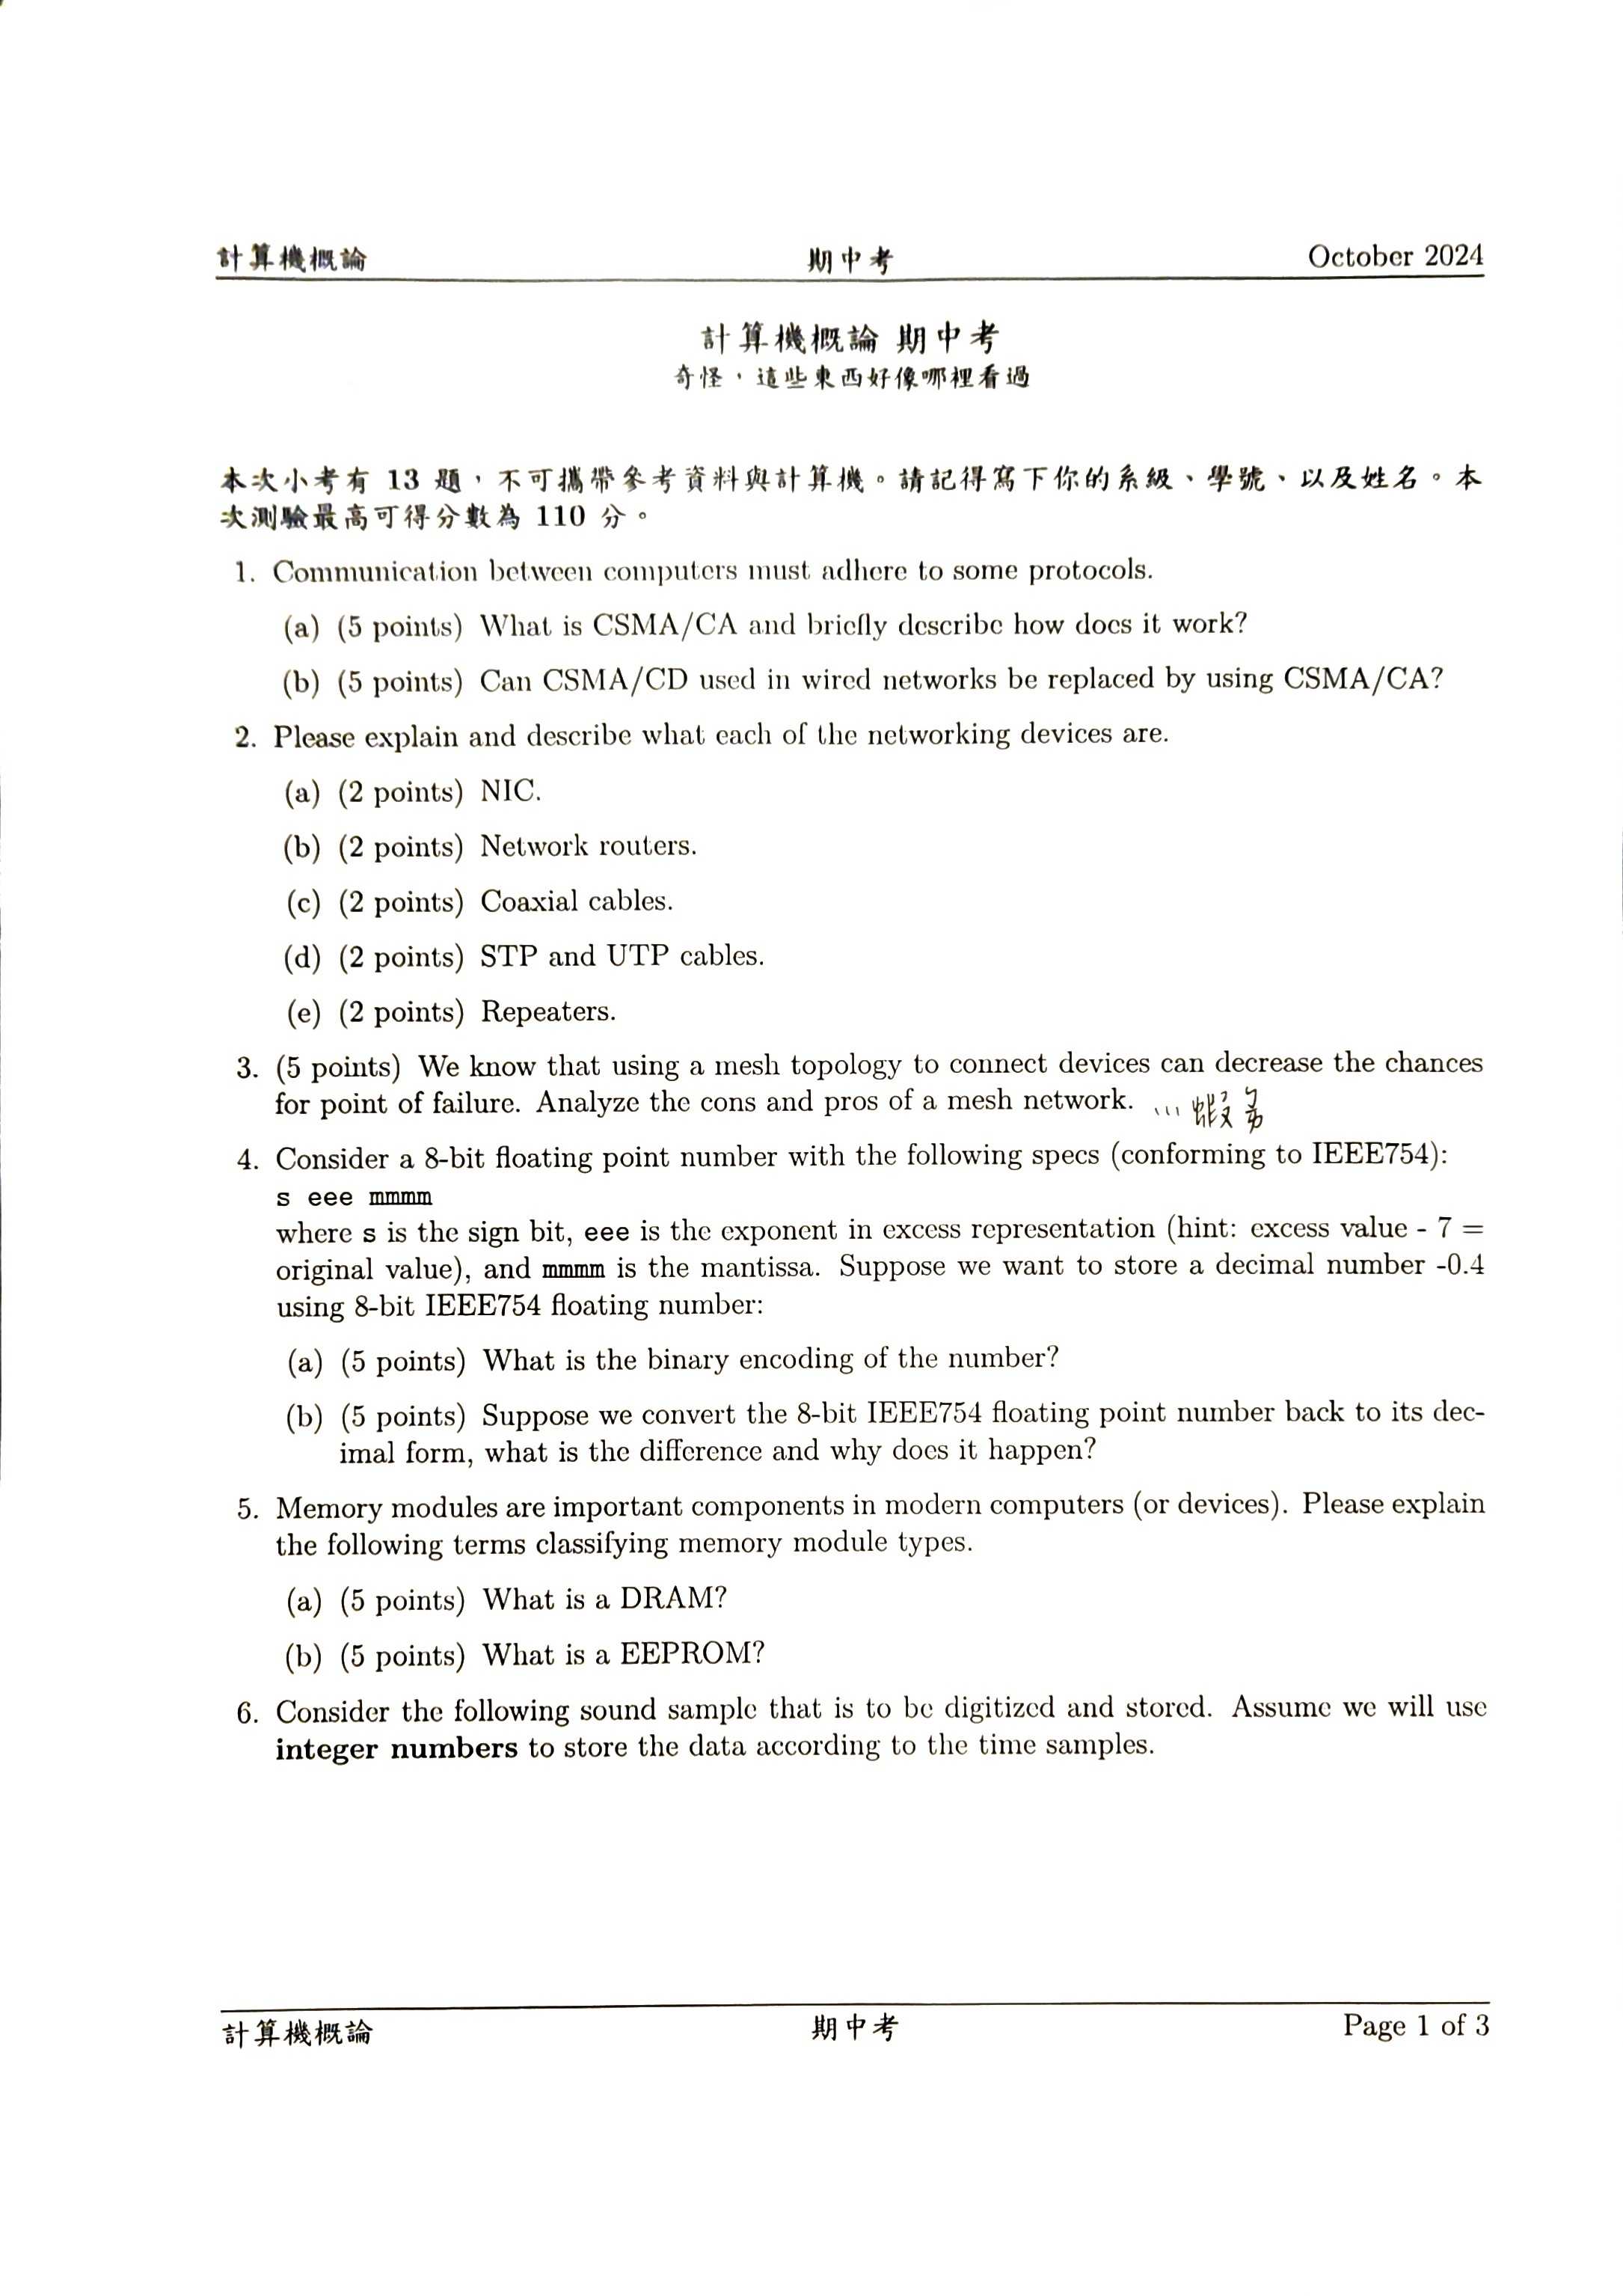 計算機概論 期中考 October 2024
計算機概論 期中考
奇怪,這些東西好像哪裡看過
本次小考有 13 題,不可攜帶參考資料與計算機。請記得寫下你的系級、學號、以及姓名。本
次測驗最高可得分數為 110 分。
1. Communication between computers must adhere to some protocols.
(a) (5 points) What is CSMA/CA and briefly describe how does it work?
(b) (5 points) Can CSMA/CD used in wired networks be replaced by using CSMA/CA?
2. Please explain and describe what each of the networking devices are.
(a) (2 points) NIC.
(b) (2 points) Network routers.
(c) (2 points) Coaxial cables.
(d) (2 points) STP and UTP cables.
(e) (2 points) Repeaters.
3. (5 points) We know that using a mesh topology to connect devices can decrease the chances
for point of failure. Analyze the cons and pros of a mesh network. ...
4. Consider a 8-bit floating point number with the following specs (conforming to IEEE754):
s eee mmmm
where s is the sign bit, eee is the exponent in excess representation (hint: excess value - 7 =
original value), and mmmm is the mantissa. Suppose we want to store a decimal number -0.4
using 8-bit IEEE754 floating number:
(a) (5 points) What is the binary encoding of the number?
(b) (5 points) Suppose we convert the 8-bit IEEE754 floating point number back to its dec-
imal form, what is the difference and why does it happen?
5. Memory modules are important components in modern computers (or devices). Please explain
the following terms classifying memory module types.
(a) (5 points) What is a DRAM?
(b) (5 points) What is a EEPROM?
6. Consider the following sound sample that is to be digitized and stored. Assume we will use
integer numbers to store the data according to the time samples.
計算機概論 期中考 Page 1 of 3